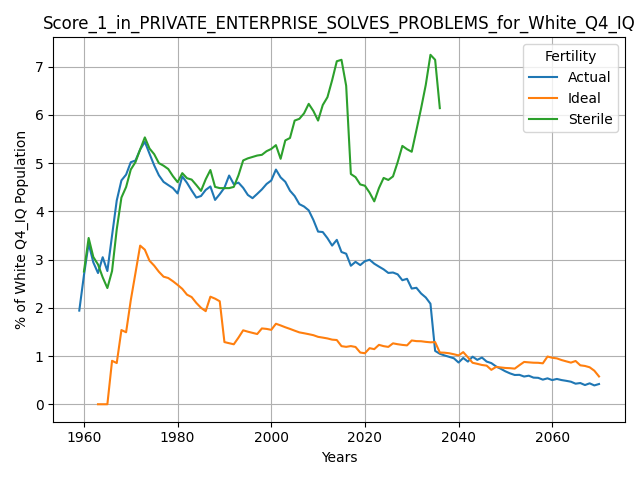 Score_1_in_PRIVATE_ENTERPRISE_SOLVES_PROBLEMS_for_White_Q4_IQ
Fertility
Actual
Ideal
Sterile
% of White Q4_IQ Population
7
6
5
4
3
2
1
0
1960 1980 2000 2020 2040 2060
Years